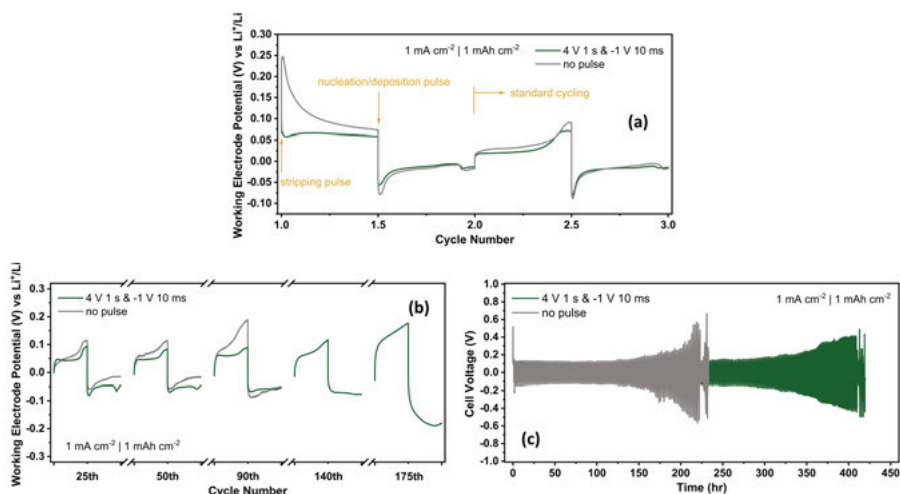 Working Electrode Potential (V) vs Li⁺/Li
0.30
0.25
0.20
0.15
0.10
0.05
0.00
-0.05
-0.10
1 mA cm⁻² | 1 mAh cm⁻²
4 V 1 s & -1 V 10 ms
no pulse
nucleation/deposition pulse
standard cycling
(a)
stripping pulse
1.0 1.5 2.0 2.5 3.0
Cycle Number
Working Electrode Potential (V) vs Li⁺/Li
0.3
0.2
0.1
0.0
-0.1
-0.2
-0.3
4 V 1 s & -1 V 10 ms
no pulse
(b)
1 mA cm⁻² | 1 mAh cm⁻²
25th 50th 90th 140th 175th
Cycle Number
Cell Voltage (V)
1.0
0.8
0.6
0.4
0.2
0.0
-0.2
-0.4
-0.6
-0.8
-1.0
4 V 1 s & -1 V 10 ms
no pulse
1 mA cm⁻² | 1 mAh cm⁻²
(c)
0 50 100 150 200 250 300 350 400 450
Time (hr)